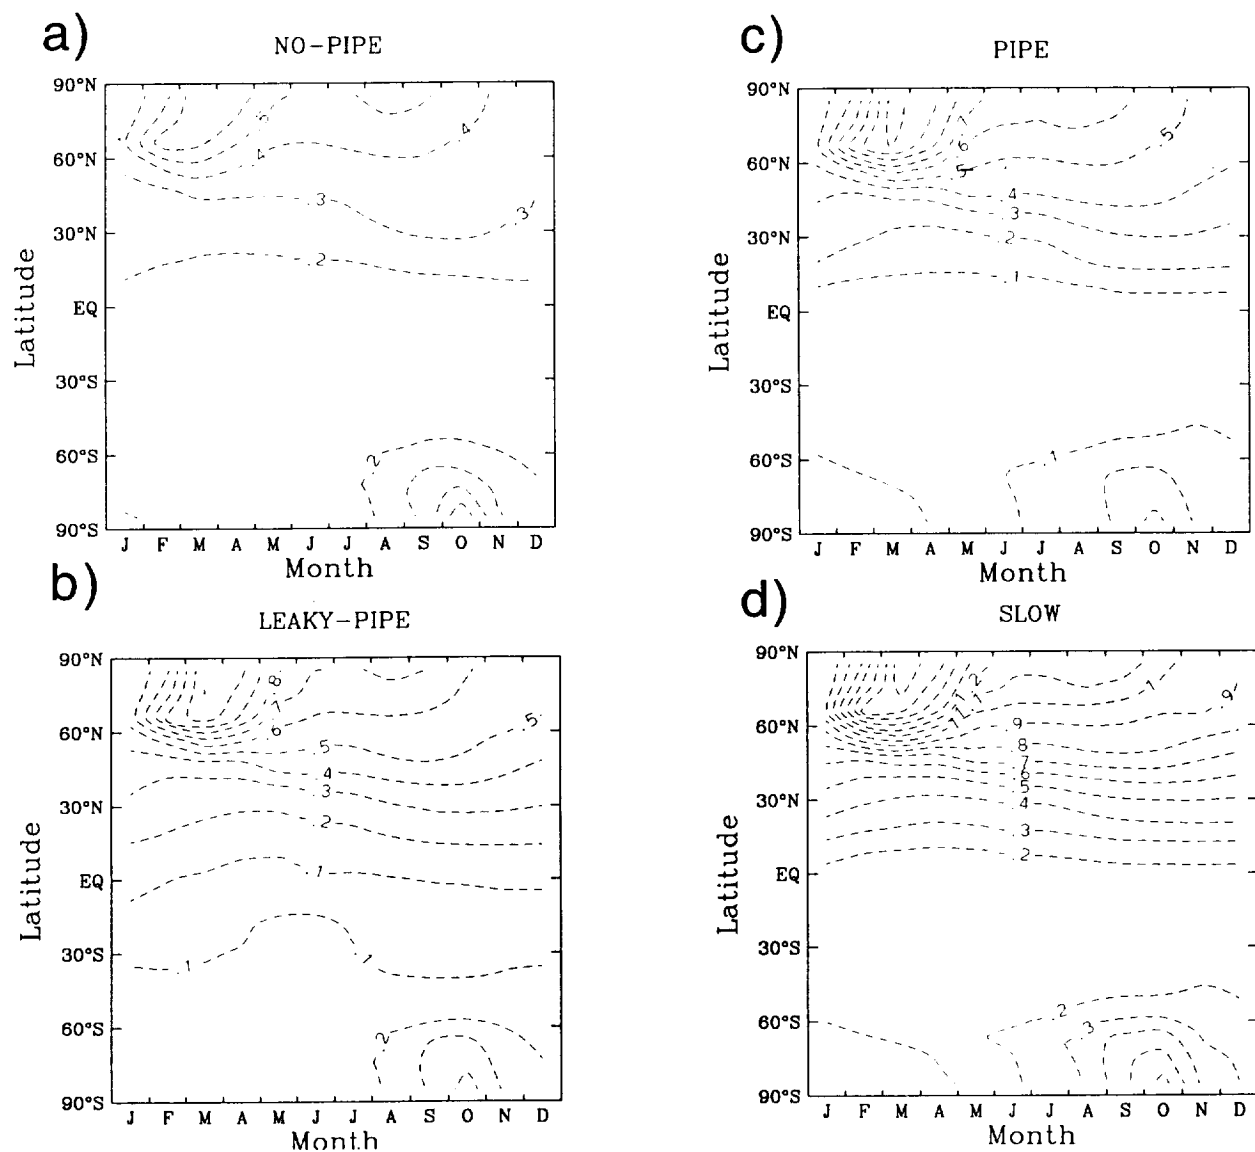 a)
NO-PIPE
90°N
60°N
30°N
EQ
30°S
60°S
90°S
Latitude
J F M A M J J A S O N D
Month
.5
.4
.4
.3
.3
.2
.2
b)
LEAKY-PIPE
90°N
60°N
30°N
EQ
30°S
60°S
90°S
Latitude
J F M A M J J A S O N D
Month
.8
.7
.6
.5
.5
.4
.3
.2
.1
.1
.1
.2
c)
PIPE
90°N
60°N
30°N
EQ
30°S
60°S
90°S
Latitude
J F M A M J J A S O N D
Month
.7
.6
.5
.5
.4
.3
.2
.1
.1
d)
SLOW
90°N
60°N
30°N
EQ
30°S
60°S
90°S
Latitude
J F M A M J J A S O N D
Month
.9
.9
.8
.7
.6
.5
.4
.3
.2
.2
.3